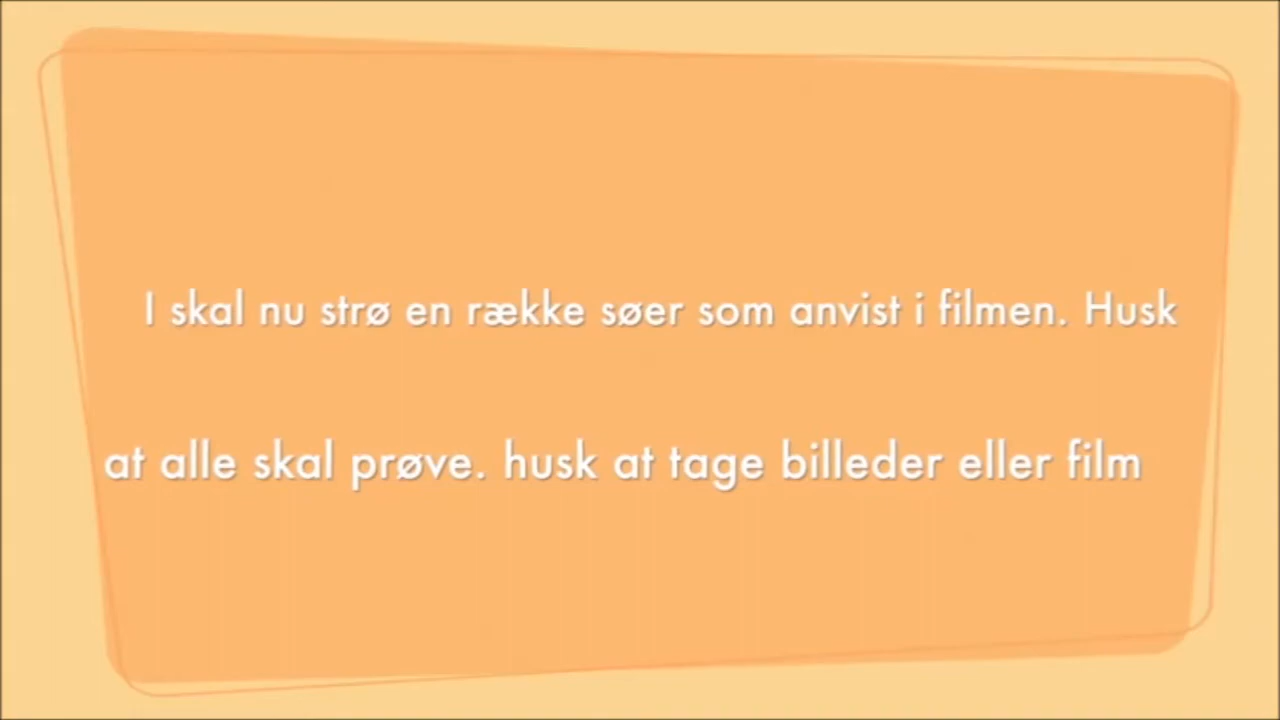 I skal nu strø en række søer som anvist i filmen. Husk
at alle skal prøve. husk at tage billeder eller film